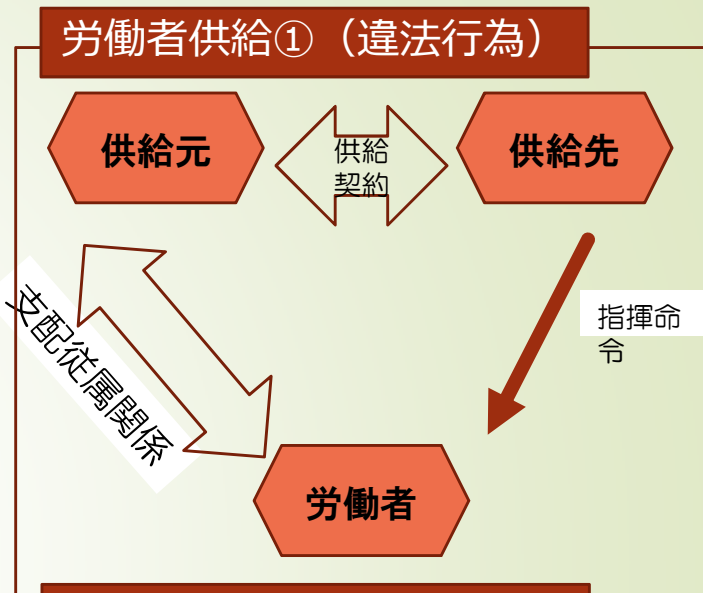 労働者供給①（違法行為）
供給元
供給
契約
供給先
指揮命
令
支配従属関係
労働者